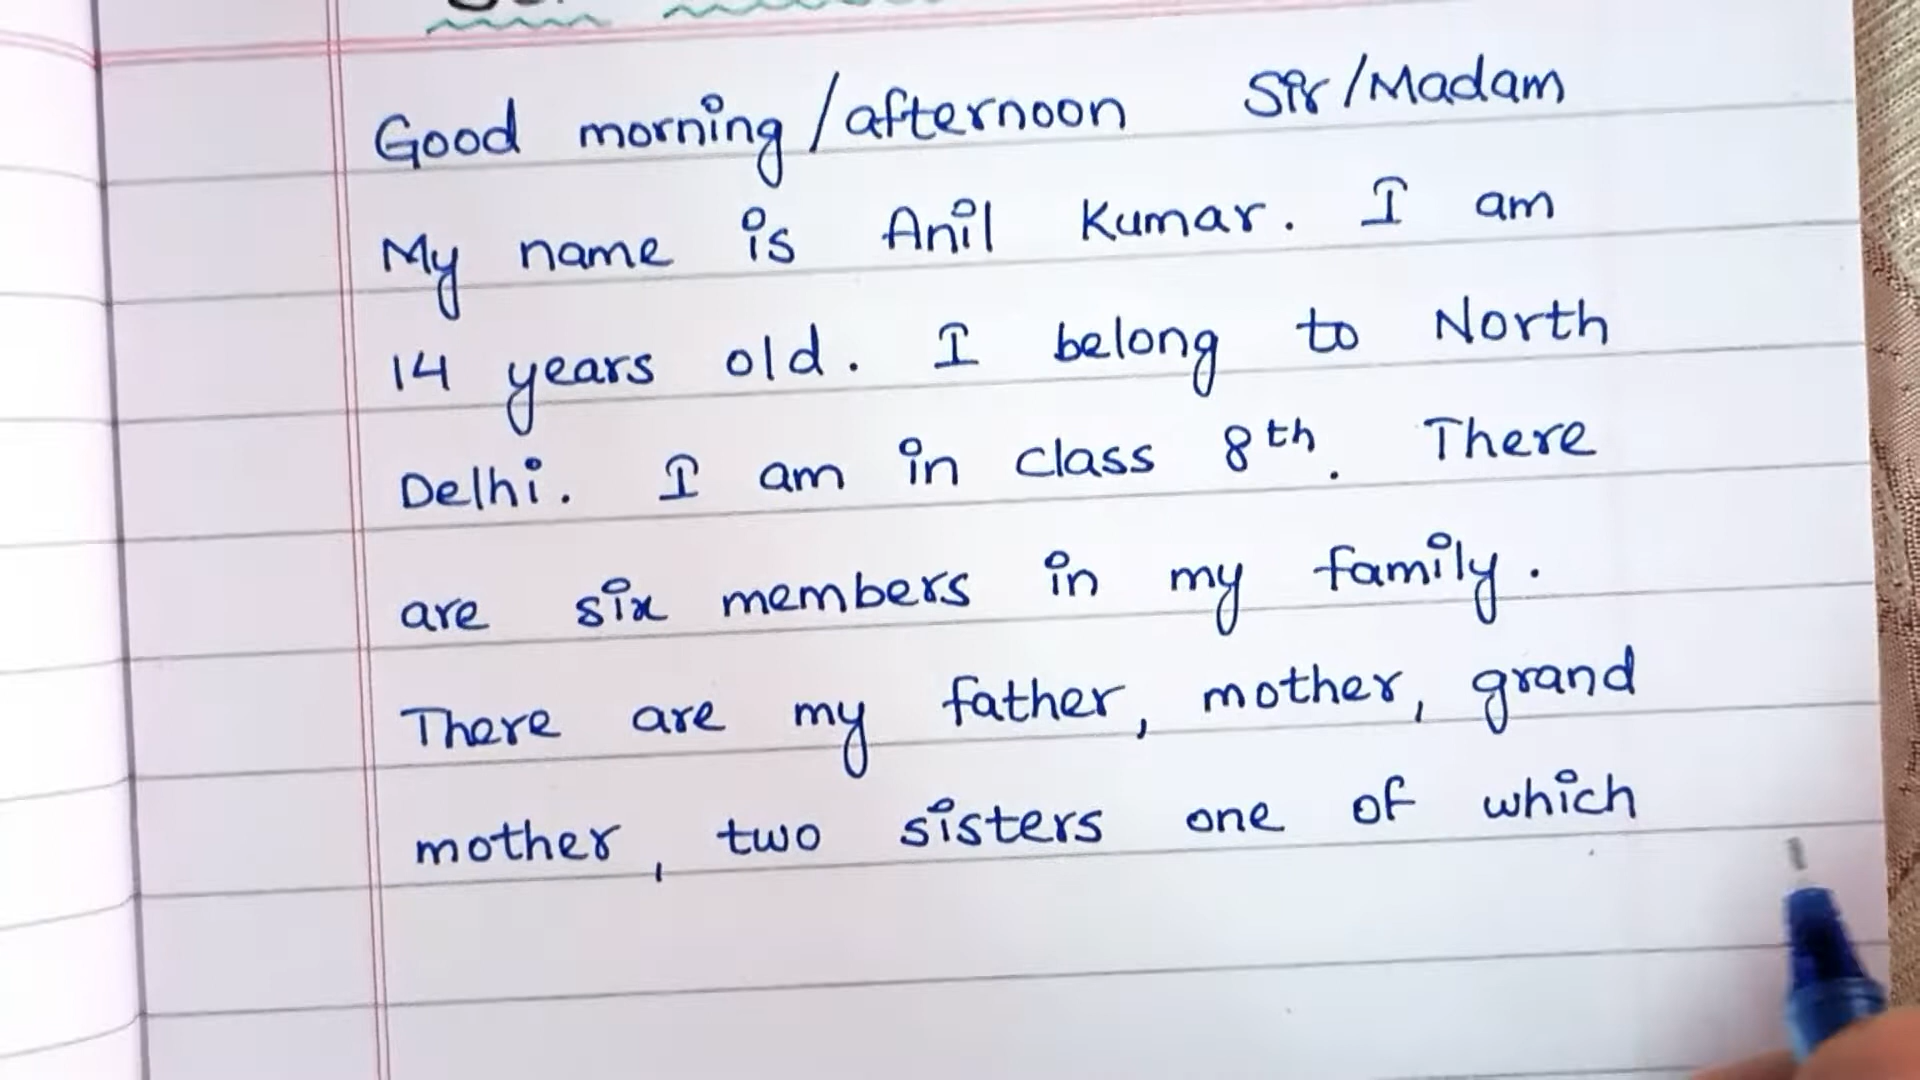 Good morning/afternoon Sir/Madam
My name is Anil Kumar. I am
14 years old. I belong to North
Delhi. I am in class 8th. There
are six members in my family.
There are my father, mother, grand
mother, two sisters one of which